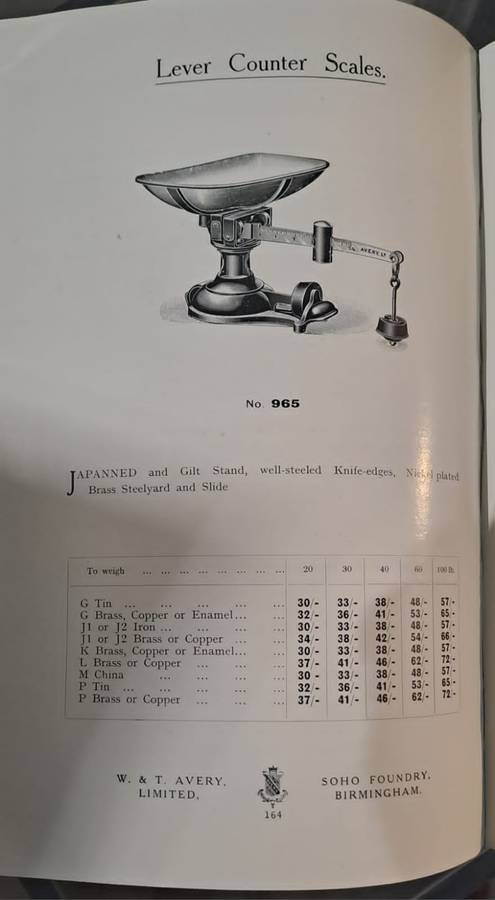 Lever Counter Scales.
AVERY LD
No. 965
JAPANNED and Gilt Stand, well-steeled Knife-edges, Nickel plated
Brass Steelyard and Slide
To weigh ... ... ... ... ... ... ... ... 20 30 40 60 100 lb.
G Tin ... ... ... ... ... 30/- 33/- 38/- 48/- 57/-
G Brass, Copper or Enamel... ... 32/- 36/- 41/- 53/- 65/-
J1 or J2 Iron ... ... ... ... ... 30/- 33/- 38/- 48/- 57/-
J1 or J2 Brass or Copper ... ... 34/- 38/- 42/- 54/- 66/-
K Brass, Copper or Enamel... ... 30/- 33/- 38/- 48/- 57/-
L Brass or Copper ... ... ... 37/- 41/- 46/- 62/- 72/-
M China ... ... ... ... 30/- 33/- 38/- 48/- 57/-
P Tin ... ... ... ... ... 32/- 36/- 41/- 53/- 65/-
P Brass or Copper ... ... ... 37/- 41/- 46/- 62/- 72/-
W. & T. AVERY, SOHO FOUNDRY,
LIMITED, BIRMINGHAM.
164